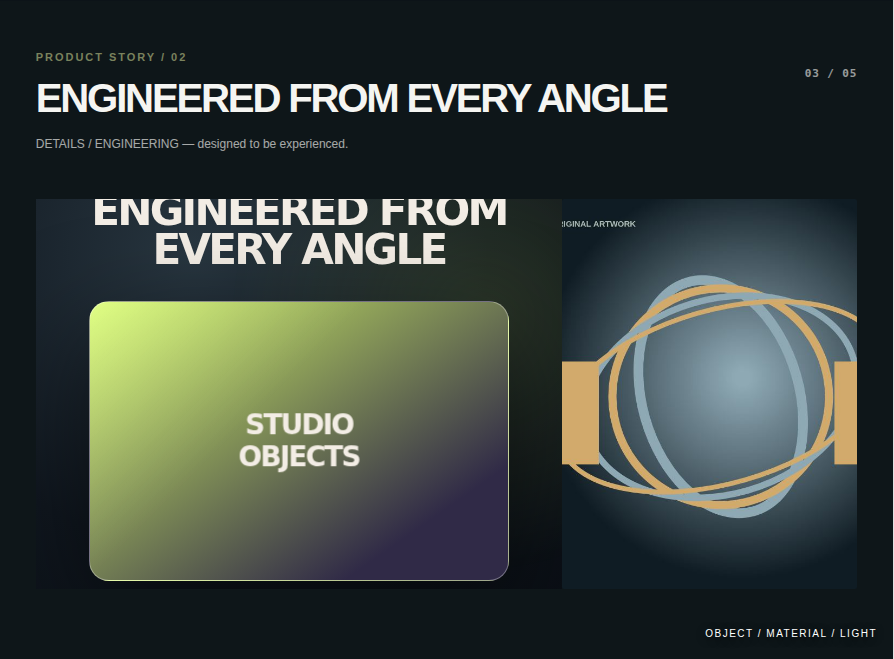 PRODUCT STORY / 02
03 / 05
ENGINEERED FROM EVERY ANGLE
DETAILS / ENGINEERING — designed to be experienced.
ENGINEERED FROM
EVERY ANGLE
STUDIO
OBJECTS
ARTWORK
OBJECT / MATERIAL / LIGHT